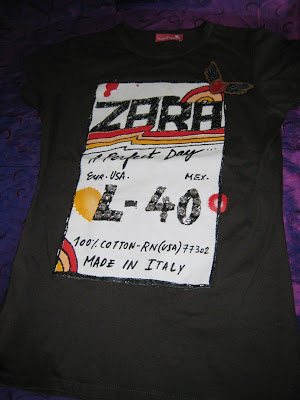 ZARA
A Perfect Day...
EUR. USA. MEX.
L-40
100% COTTON-RN(USA)77302
MADE IN ITALY